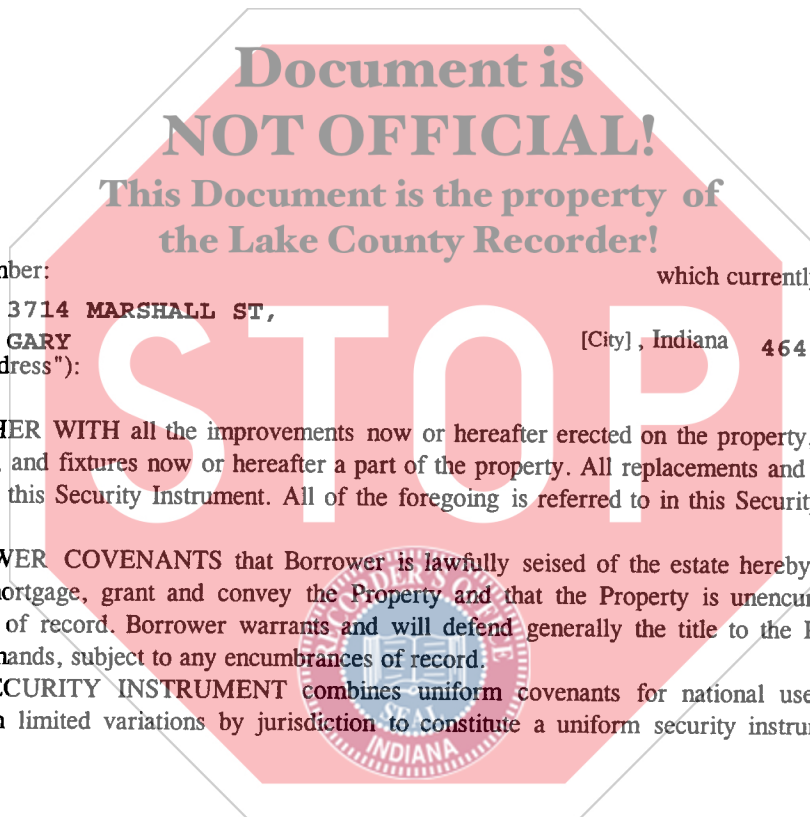 Document is
NOT OFFICIAL!
This Document is the property of
the Lake County Recorder!
nber: which currently
3714 MARSHALL ST,
GARY [City] , Indiana 464
dress"):
STOP
HER WITH all the improvements now or hereafter erected on the property,
, and fixtures now or hereafter a part of the property. All replacements and
this Security Instrument. All of the foregoing is referred to in this Security
WER COVENANTS that Borrower is lawfully seised of the estate hereby
ortgage, grant and convey the Property and that the Property is unencu
of record. Borrower warrants and will defend generally the title to the
mands, subject to any encumbrances of record.
ECURITY INSTRUMENT combines uniform covenants for national use
limited variations by jurisdiction to constitute a uniform security instru
RECORDER'S OFFICE
SEAL
INDIANA